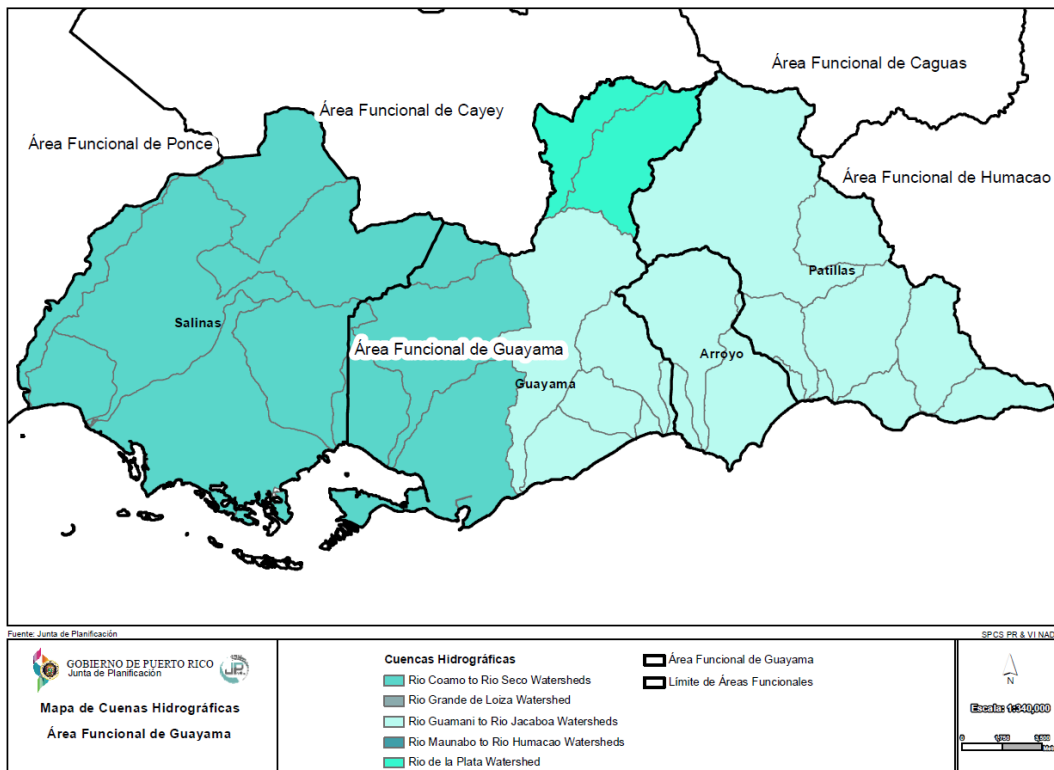 Área Funcional de Caguas
Área Funcional de Cayey
Área Funcional de Ponce
Área Funcional de Humacao
Patillas
Salinas
Área Funcional de Guayama
Arroyo
Guayama
Fuente: Junta de Planificación
SPCS PR & VI NAD
GOBIERNO DE PUERTO RICO
Junta de Planificación
JP
Mapa de Cuenas Hidrográficas
Área Funcional de Guayama
Cuencas Hidrográficas
Rio Coamo to Rio Seco Watersheds
Rio Grande de Loiza Watershed
Rio Guamani to Rio Jacaboa Watersheds
Rio Maunabo to Rio Humacao Watersheds
Rio de la Plata Watershed
Área Funcional de Guayama
Límite de Áreas Funcionales
N
Escala: 1:340,000
0